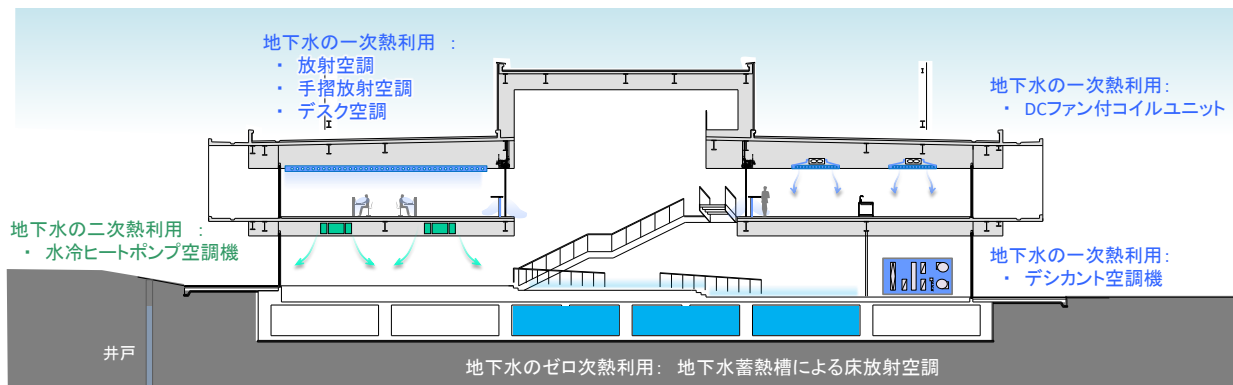 地下水の一次熱利用 :
・ 放射空調
・ 手摺放射空調
・ デスク空調
地下水の一次熱利用:
・ DCファン付コイルユニット
地下水の二次熱利用 :
・ 水冷ヒートポンプ空調機
地下水の一次熱利用:
・ デシカント空調機
井戸
地下水のゼロ次熱利用: 地下水蓄熱槽による床放射空調